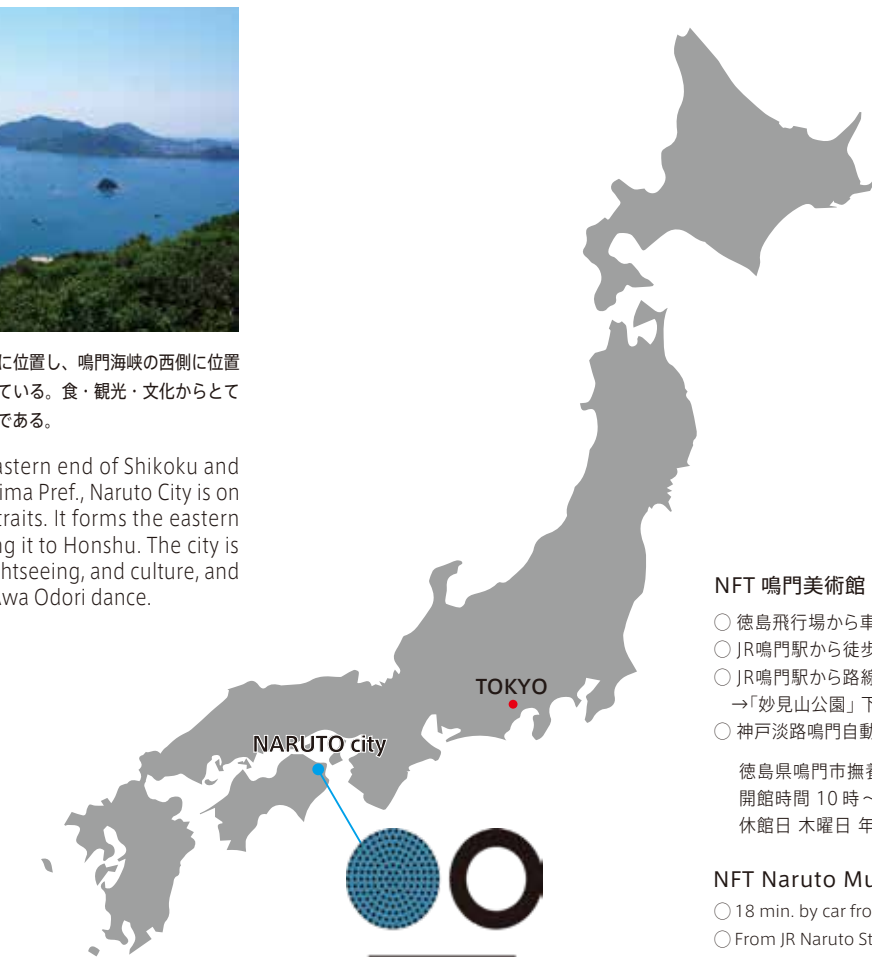 に位置し、鳴門海峡の西側に位置
ている。食・観光・文化からとて
である。
astern end of Shikoku and
ima Pref., Naruto City is on
traits. It forms the eastern
ng it to Honshu. The city is
htseeing, and culture, and
Awa Odori dance.
TOKYO
NARUTO city
NFT 鳴門美術館
○ 徳島飛行場から車
○ JR鳴門駅から徒歩
○ JR鳴門駅から路線
→「妙見山公園」下
○ 神戸淡路鳴門自動
徳島県鳴門市撫養
開館時間 10 時～
休館日 木曜日 年
NFT Naruto Mu
○ 18 min. by car fro
○ From JR Naruto St